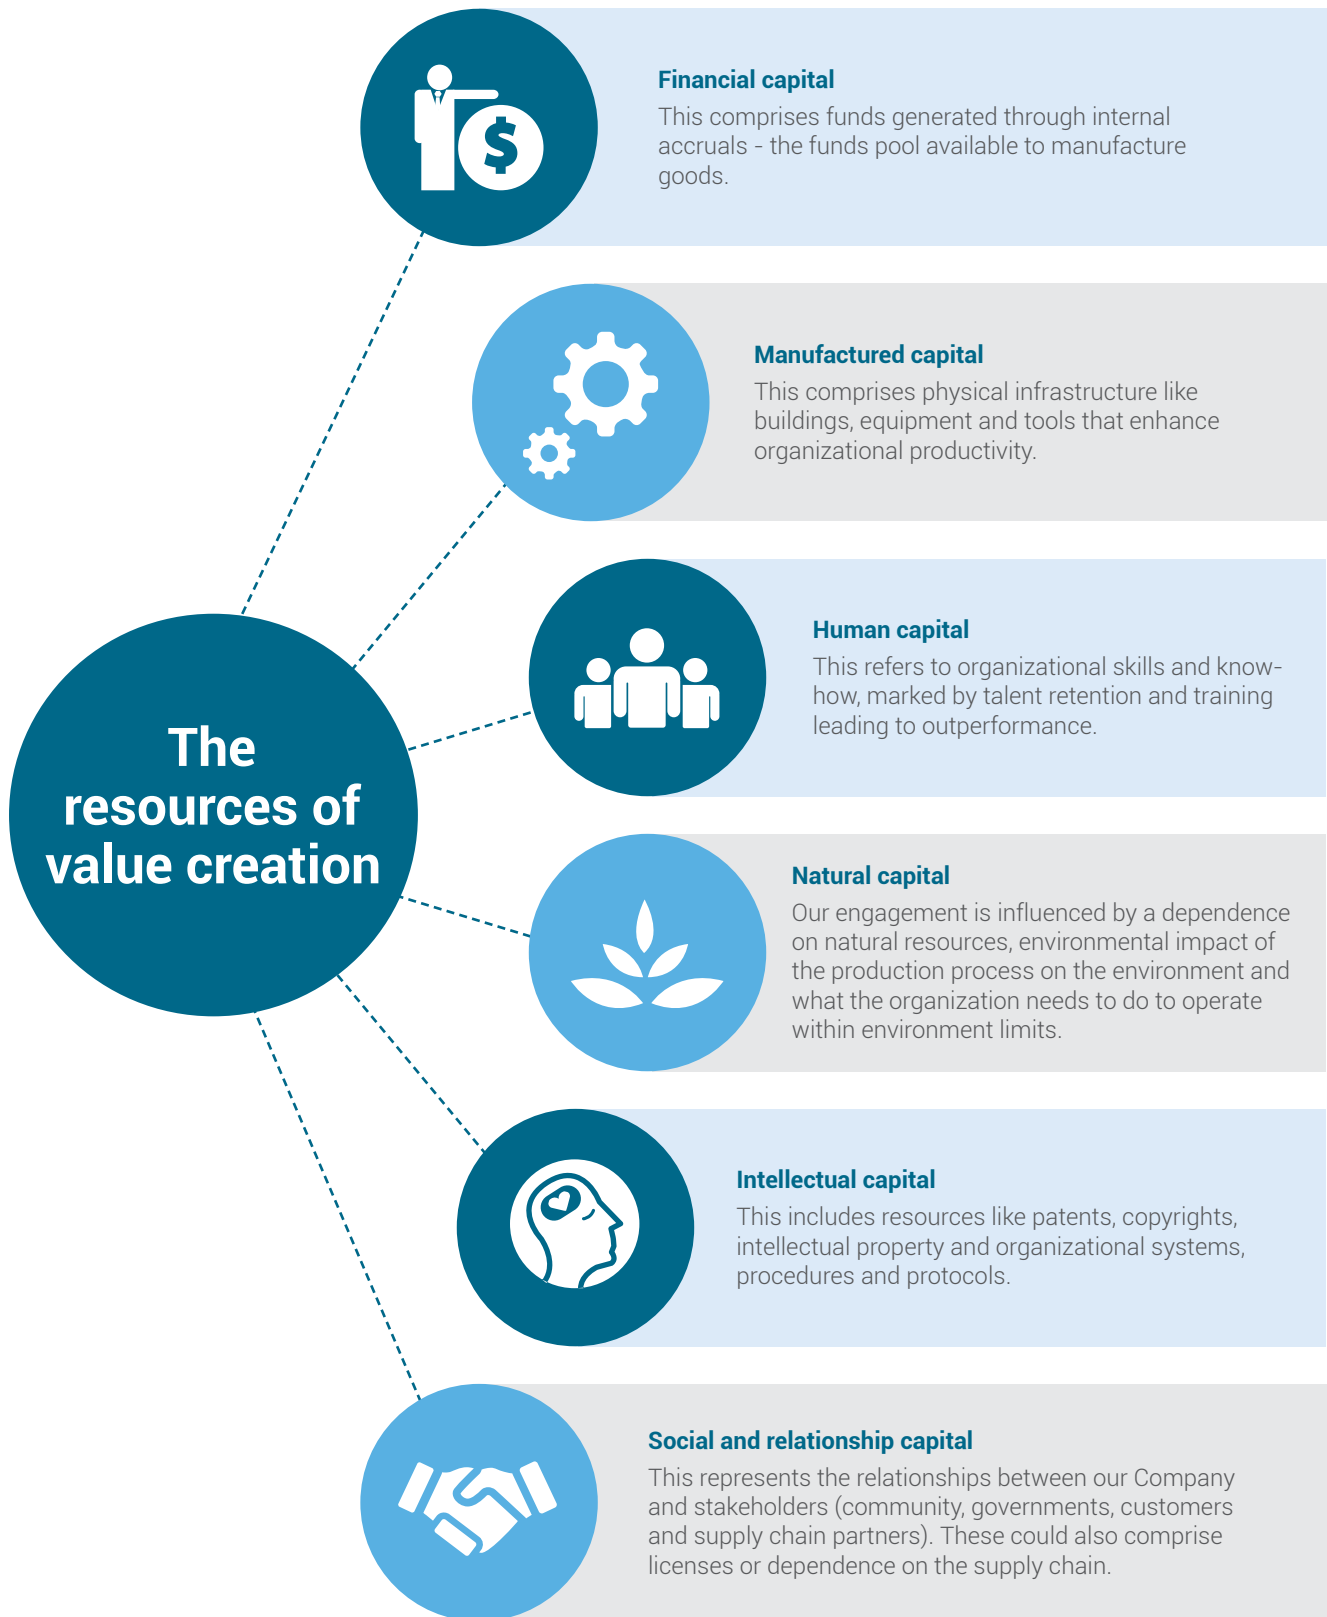 Financial capital
This comprises funds generated through internal
accruals - the funds pool available to manufacture
goods.
Manufactured capital
This comprises physical infrastructure like
buildings, equipment and tools that enhance
organizational productivity.
Human capital
This refers to organizational skills and know-
how, marked by talent retention and training
leading to outperformance.
The
resources of
value creation
Natural capital
Our engagement is influenced by a dependence
on natural resources, environmental impact of
the production process on the environment and
what the organization needs to do to operate
within environment limits.
Intellectual capital
This includes resources like patents, copyrights,
intellectual property and organizational systems,
procedures and protocols.
Social and relationship capital
This represents the relationships between our Company
and stakeholders (community, governments, customers
and supply chain partners). These could also comprise
licenses or dependence on the supply chain.